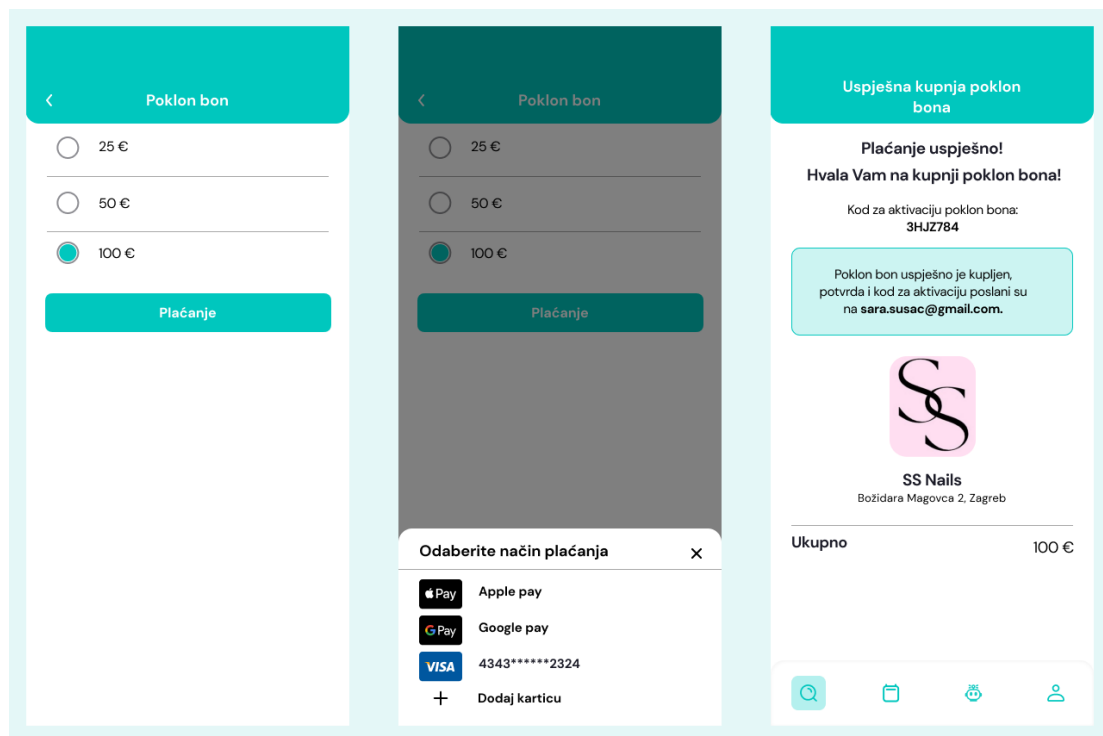 Poklon bon
25 €
50 €
100 €
Plaćanje
Poklon bon
25 €
50 €
100 €
Plaćanje
Odaberite način plaćanja
Pay
Apple pay
G Pay
Google pay
VISA
4343******2324
Dodaj karticu
Uspješna kupnja poklon
bona
Plaćanje uspješno!
Hvala Vam na kupnji poklon bona!
Kod za aktivaciju poklon bona:
3HJZ784
Poklon bon uspješno je kupljen,
potvrda i kod za aktivaciju poslani su
na sara.susac@gmail.com.
SS
SS Nails
Božidara Magovca 2, Zagreb
Ukupno
100 €